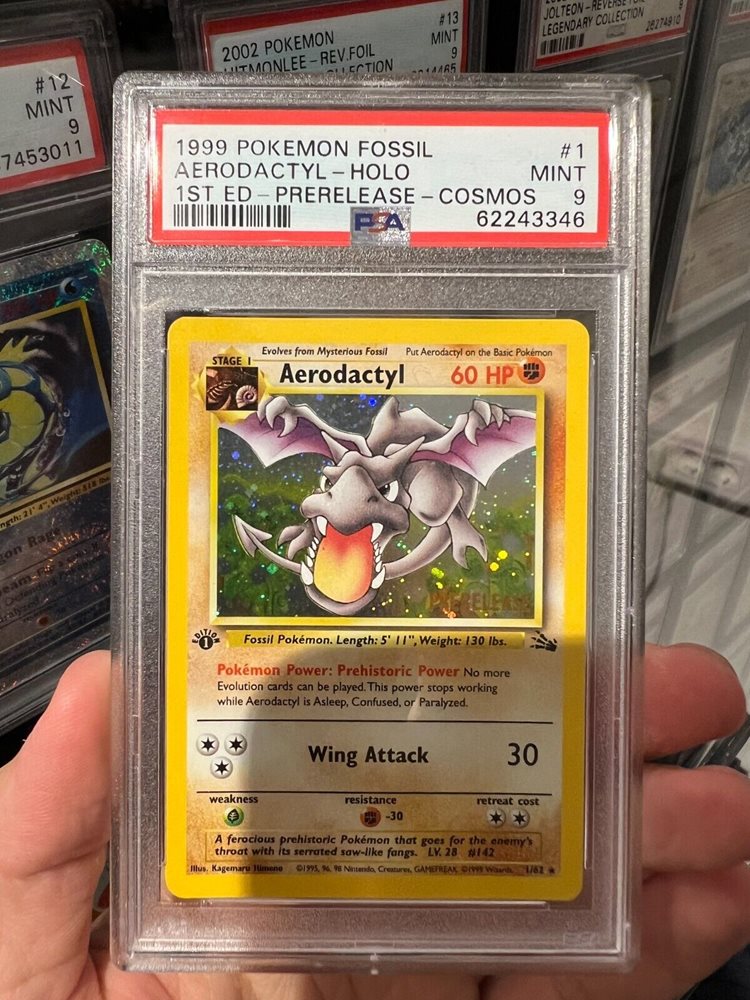 #13
2002 POKEMON
MINT
HITMONLEE-REV.FOIL
9
JOLTEON-REVERSE FOIL
LEGENDARY COLLECTION
9
26274910
#12
MINT
9
7453011
1999 POKEMON FOSSIL #1
AERODACTYL-HOLO MINT
1ST ED-PRERELEASE-COSMOS 9
PSA 62243346
Evolves from Mysterious Fossil Put Aerodactyl on the Basic Pokémon
STAGE 1
Aerodactyl 60 HP
PRERELEASE
EDITION
1
Fossil Pokémon. Length: 5' 11", Weight: 130 lbs.
Pokémon Power: Prehistoric Power No more
Evolution cards can be played. This power stops working
while Aerodactyl is Asleep, Confused, or Paralyzed.
Wing Attack 30
weakness resistance retreat cost
-30
A ferocious prehistoric Pokémon that goes for the enemy's
throat with its serrated saw-like fangs. LV. 28 #142
Illus. Kagemaru Himeno ©1995, 96, 98 Nintendo, Creatures, GAMEFREAK. ©1999 Wizards. 1/62